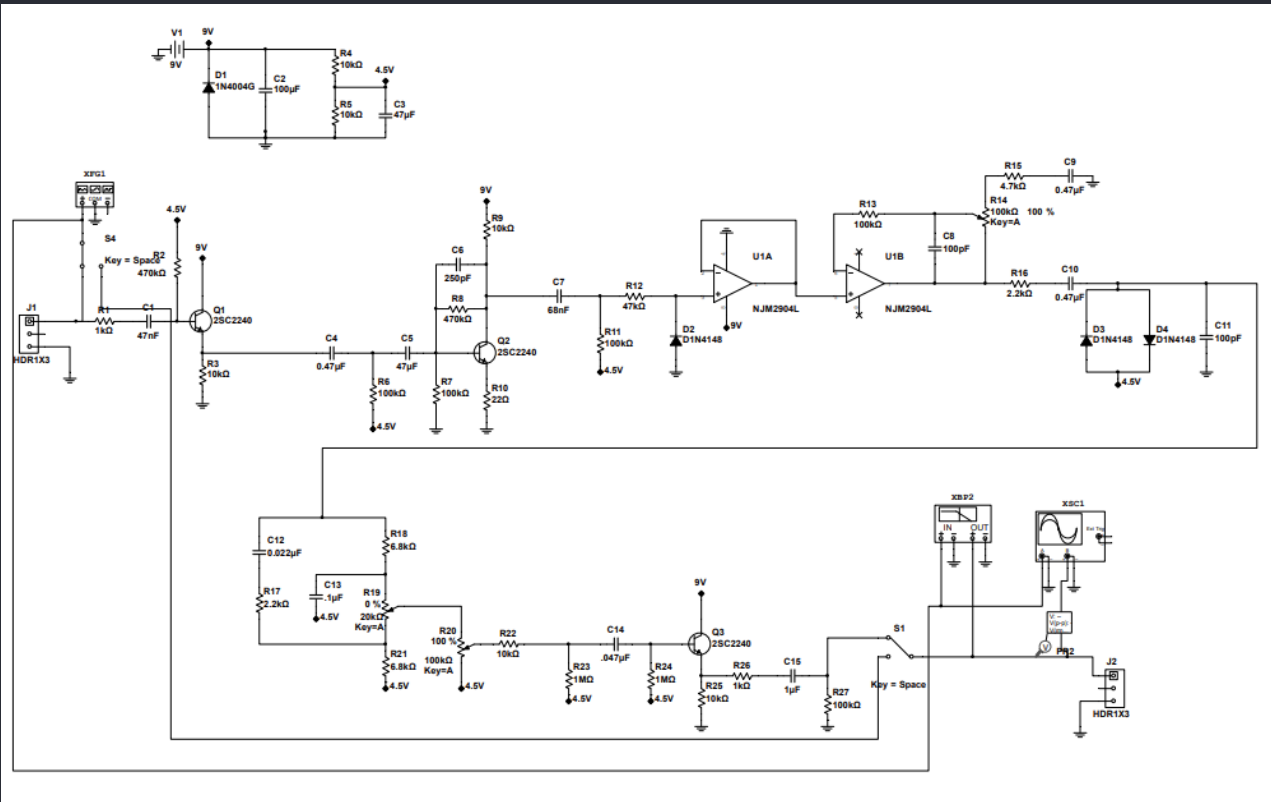 V1
9V
9V
D1
1N4004G
C2
100µF
R4
10kΩ
4.5V
R5
10kΩ
C3
47µF
XFG1
COM
S4
Key = Space
4.5V
R2
470kΩ
9V
J1
HDR1X3
R1
1kΩ
C1
47nF
Q1
2SC2240
R3
10kΩ
C4
0.47µF
R6
100kΩ
4.5V
C5
47µF
9V
R9
10kΩ
C6
250pF
R8
470kΩ
Q2
2SC2240
R7
100kΩ
R10
22Ω
C7
68nF
R11
100kΩ
4.5V
R12
47kΩ
D2
D1N4148
U1A
NJM2904L
9V
R13
100kΩ
U1B
NJM2904L
C8
100pF
R15
4.7kΩ
C9
0.47µF
R14
100kΩ 100 %
Key=A
R16
2.2kΩ
C10
0.47µF
D3
D1N4148
D4
D1N4148
4.5V
C11
100pF
C12
0.022µF
R17
2.2kΩ
R18
6.8kΩ
C13
.1µF
4.5V
R19
0 %
20kΩ
Key=A
R21
6.8kΩ
4.5V
R20
100 %
100kΩ
Key=A
4.5V
R22
10kΩ
R23
1MΩ
4.5V
C14
.047µF
R24
1MΩ
4.5V
9V
Q3
2SC2240
R25
10kΩ
R26
1kΩ
C15
1µF
R27
100kΩ
S1
Key = Space
XBP2
IN OUT
XSC1
Ext Trig
A
B
V: --
V(p-p):
PR2
V
J2
HDR1X3